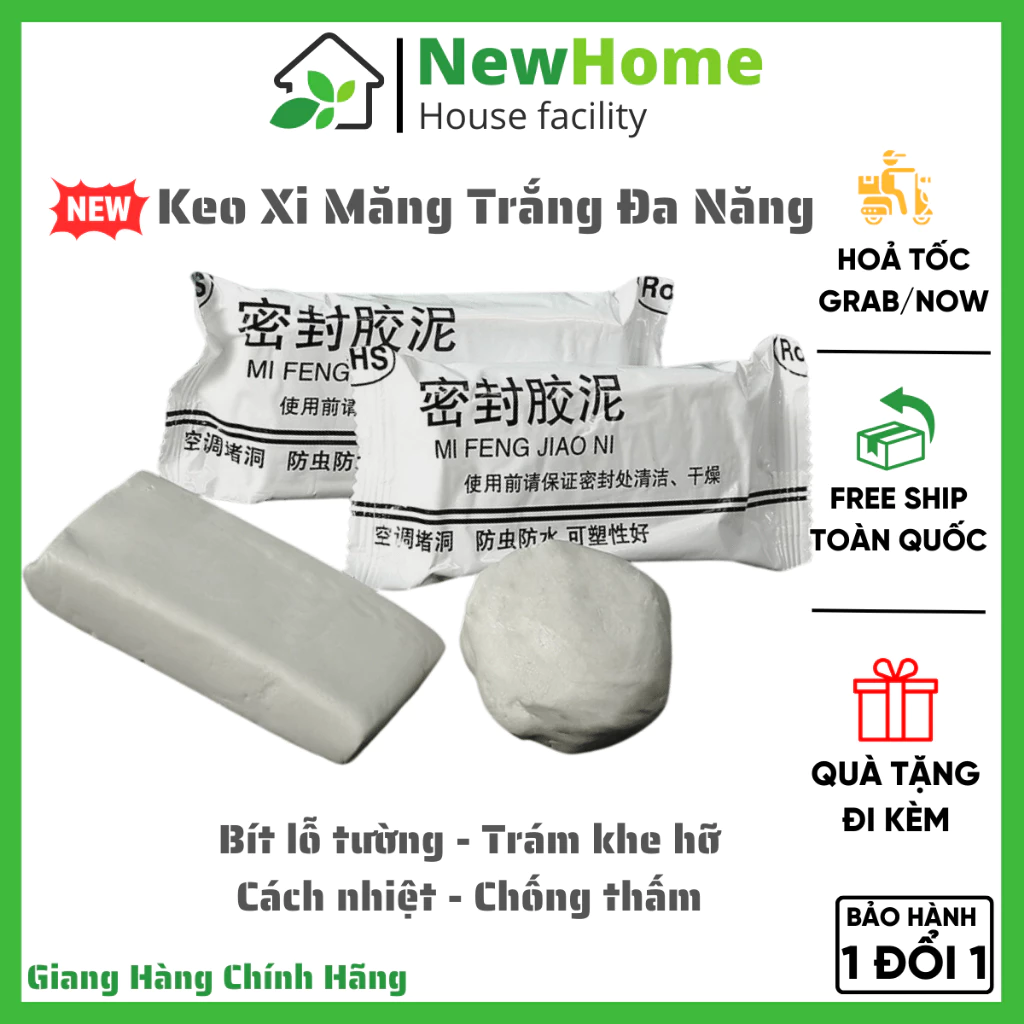 NewHome
House facility
NEW Keo Xi Măng Trắng Đa Năng
HOẢ TỐC
GRAB/NOW
密封胶泥
MI FENG
使用前请
空调堵洞 防虫防
HS
Ro
密封胶泥
MI FENG JIAO NI
使用前请保证密封处清洁、干燥
空调堵洞 防虫防水 可塑性好
FREE SHIP
TOÀN QUỐC
QUÀ TẶNG
ĐI KÈM
Bít lỗ tường - Trám khe hỡ
Cách nhiệt - Chống thấm
BẢO HÀNH
1 ĐỔI 1
Giang Hàng Chính Hãng